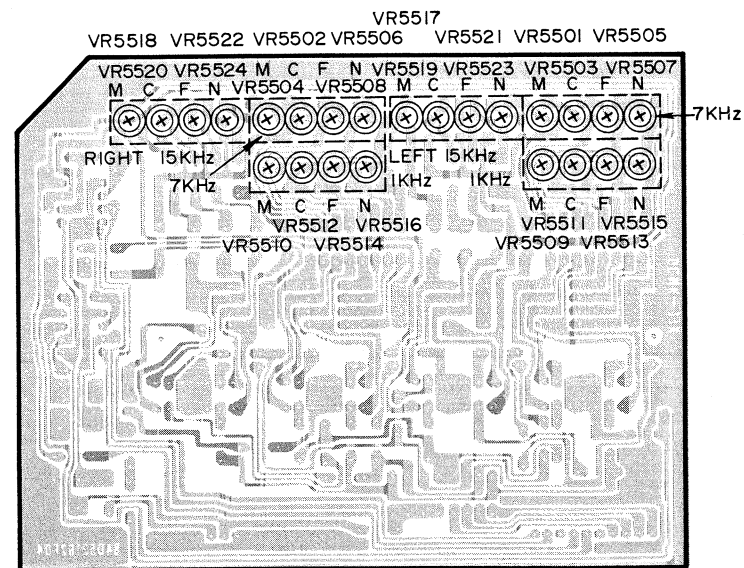 VR5517
VR5518 VR5522 VR5502 VR5506 VR5521 VR5501 VR5505
VR5520 VR5524 M C F N VR5519 VR5523 M C F N
VR5503 VR5507
M C F N VR5504 VR5508 M C F N
7KHz
RIGHT 15KHz LEFT 15KHz
7KHz 1KHz 1KHz
M C F N M C F N
VR5512 VR5516 VR5511 VR5515
VR5510 VR5514 VR5509 VR5513